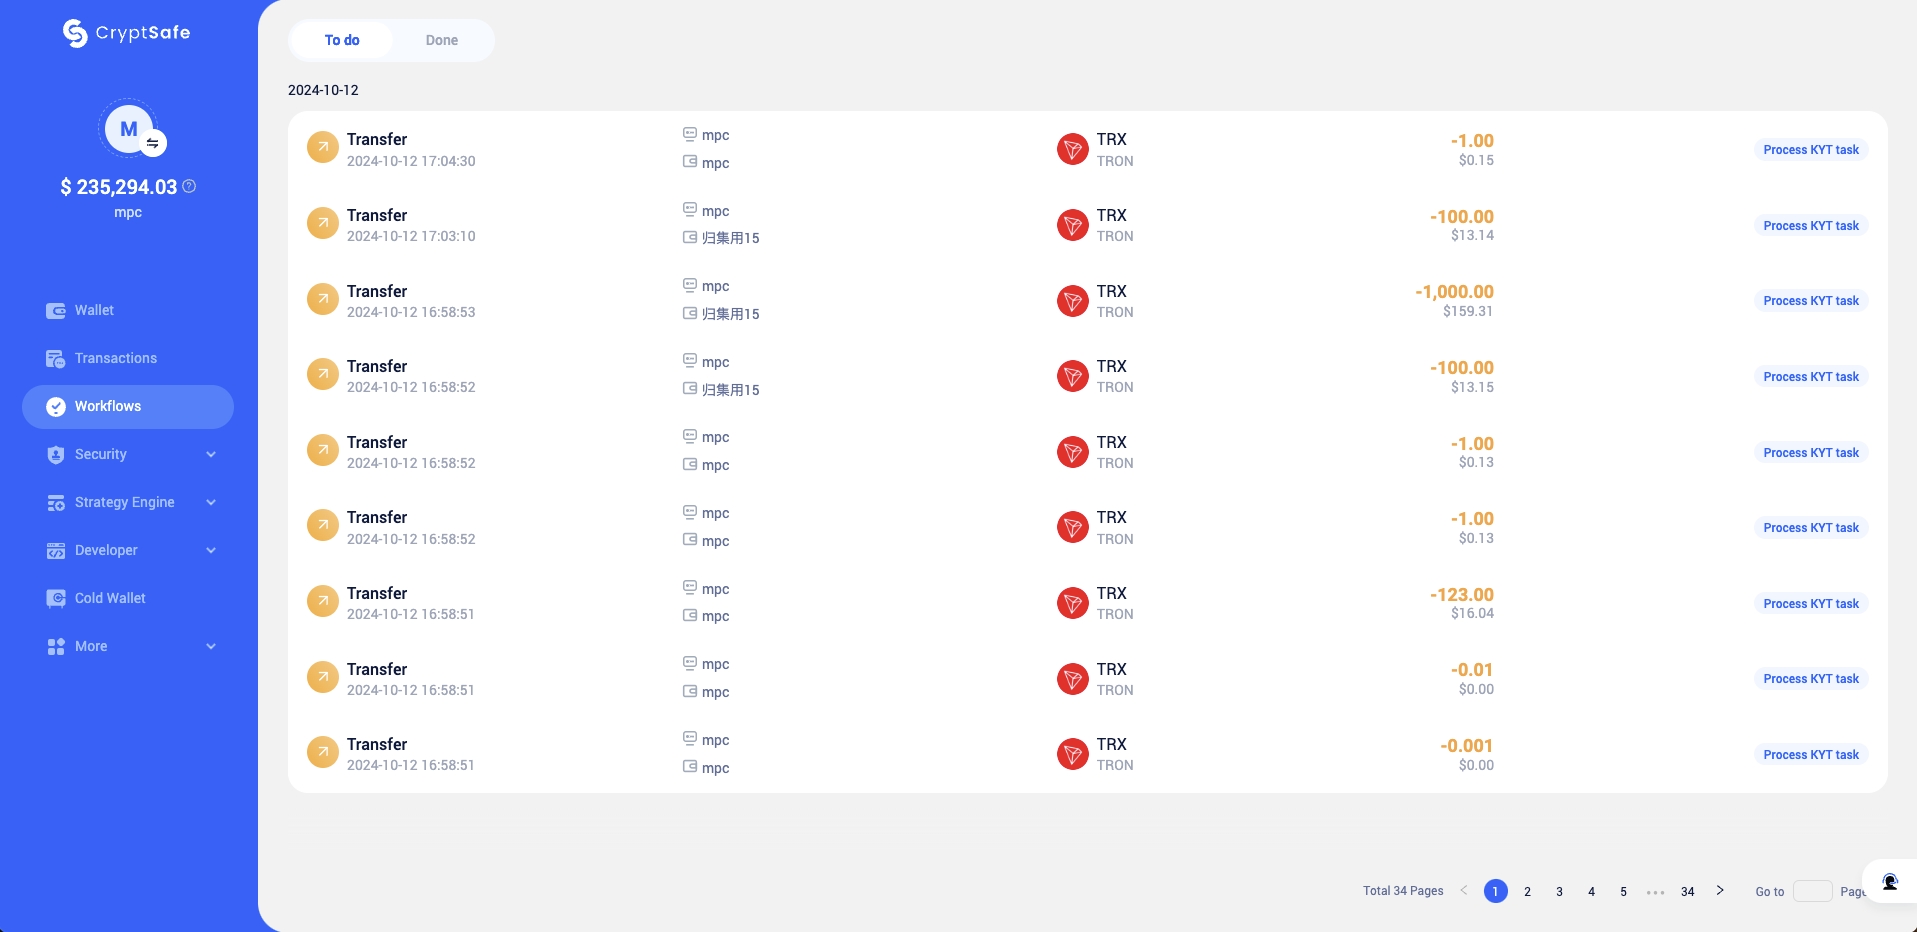 CryptSafe
M
$ 235,294.03
mpc
Wallet
Transactions
Workflows
Security
Strategy Engine
Developer
Cold Wallet
More
To do Done
2024-10-12
Transfer
2024-10-12 17:04:30
mpc
mpc
TRX
TRON
-1.00
$0.15
Process KYT task
Transfer
2024-10-12 17:03:10
mpc
归集用15
TRX
TRON
-100.00
$13.14
Process KYT task
Transfer
2024-10-12 16:58:53
mpc
归集用15
TRX
TRON
-1,000.00
$159.31
Process KYT task
Transfer
2024-10-12 16:58:52
mpc
归集用15
TRX
TRON
-100.00
$13.15
Process KYT task
Transfer
2024-10-12 16:58:52
mpc
mpc
TRX
TRON
-1.00
$0.13
Process KYT task
Transfer
2024-10-12 16:58:52
mpc
mpc
TRX
TRON
-1.00
$0.13
Process KYT task
Transfer
2024-10-12 16:58:51
mpc
mpc
TRX
TRON
-123.00
$16.04
Process KYT task
Transfer
2024-10-12 16:58:51
mpc
mpc
TRX
TRON
-0.01
$0.00
Process KYT task
Transfer
2024-10-12 16:58:51
mpc
mpc
TRX
TRON
-0.001
$0.00
Process KYT task
Total 34 Pages < 1 2 3 4 5 ••• 34 > Go to Page